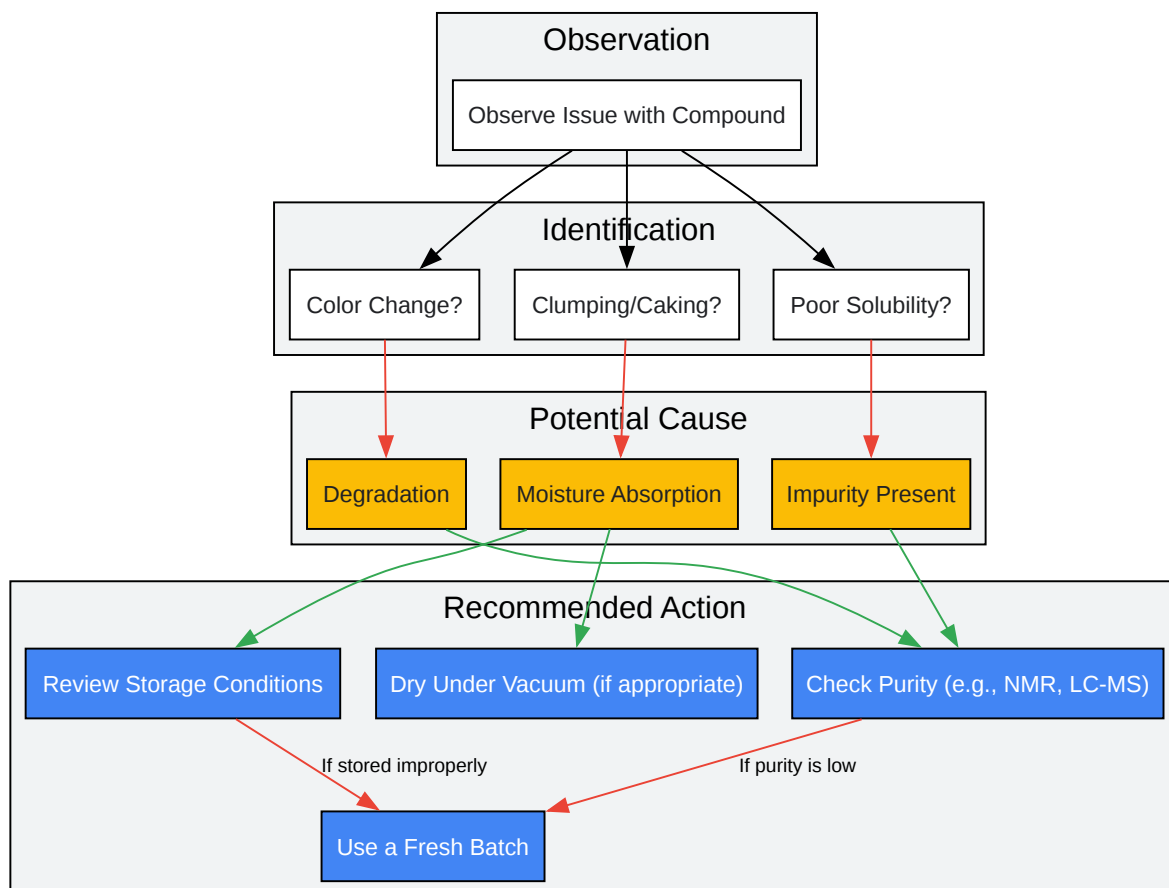 Observation
Observe Issue with Compound
Identification
Color Change?
Clumping/Caking?
Poor Solubility?
Potential Cause
Degradation
Moisture Absorption
Impurity Present
Recommended Action
Review Storage Conditions
Dry Under Vacuum (if appropriate)
Check Purity (e.g., NMR, LC-MS)
If stored improperly
If purity is low
Use a Fresh Batch